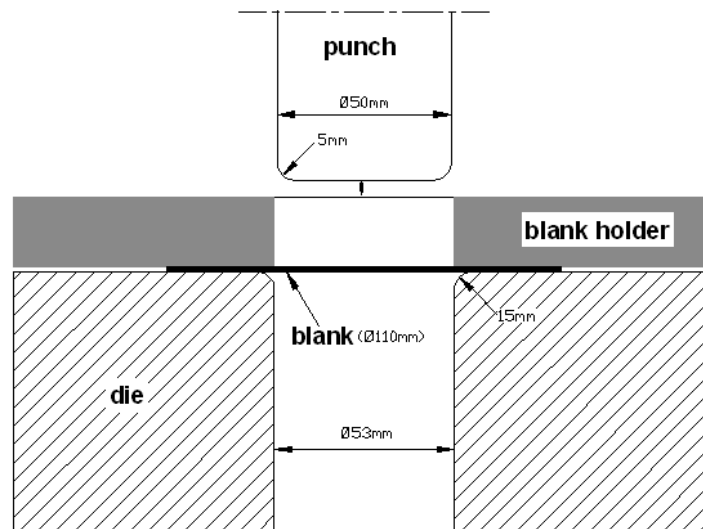 punch
Ø50mm
5mm
blank holder
blank (Ø110mm)
15mm
die
Ø53mm